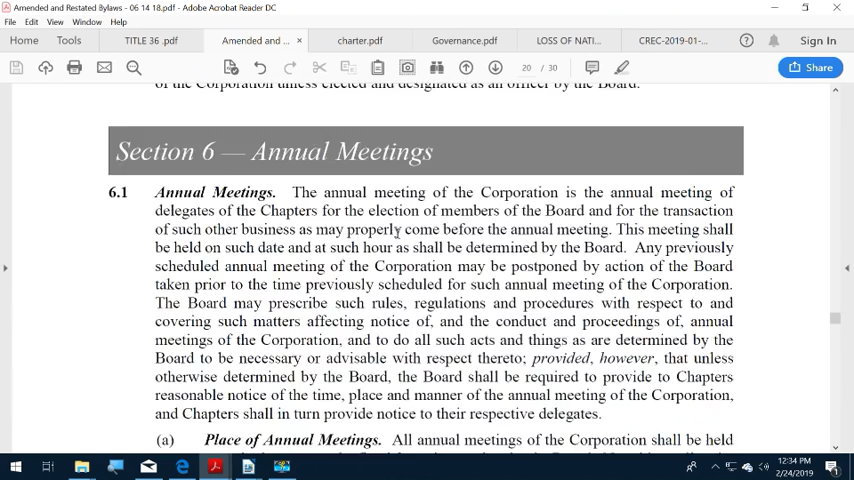 Amended and Restated Bylaws - 06 14 18.pdf - Adobe Acrobat Reader DC
File Edit View Window Help
Home Tools TITLE 36 .pdf Amended and ... × charter.pdf Governance.pdf LOSS OF NATI... CREC-2019-01-... Sign In
20 / 30 Share
of the Corporation unless elected and designated as an officer by the Board.
Section 6 — Annual Meetings
6.1 Annual Meetings. The annual meeting of the Corporation is the annual meeting of
delegates of the Chapters for the election of members of the Board and for the transaction
of such other business as may properly come before the annual meeting. This meeting shall
be held on such date and at such hour as shall be determined by the Board. Any previously
scheduled annual meeting of the Corporation may be postponed by action of the Board
taken prior to the time previously scheduled for such annual meeting of the Corporation.
The Board may prescribe such rules, regulations and procedures with respect to and
covering such matters affecting notice of, and the conduct and proceedings of, annual
meetings of the Corporation, and to do all such acts and things as are determined by the
Board to be necessary or advisable with respect thereto; provided, however, that unless
otherwise determined by the Board, the Board shall be required to provide to Chapters
reasonable notice of the time, place and manner of the annual meeting of the Corporation,
and Chapters shall in turn provide notice to their respective delegates.
(a) Place of Annual Meetings. All annual meetings of the Corporation shall be held
12:34 PM
2/24/2019